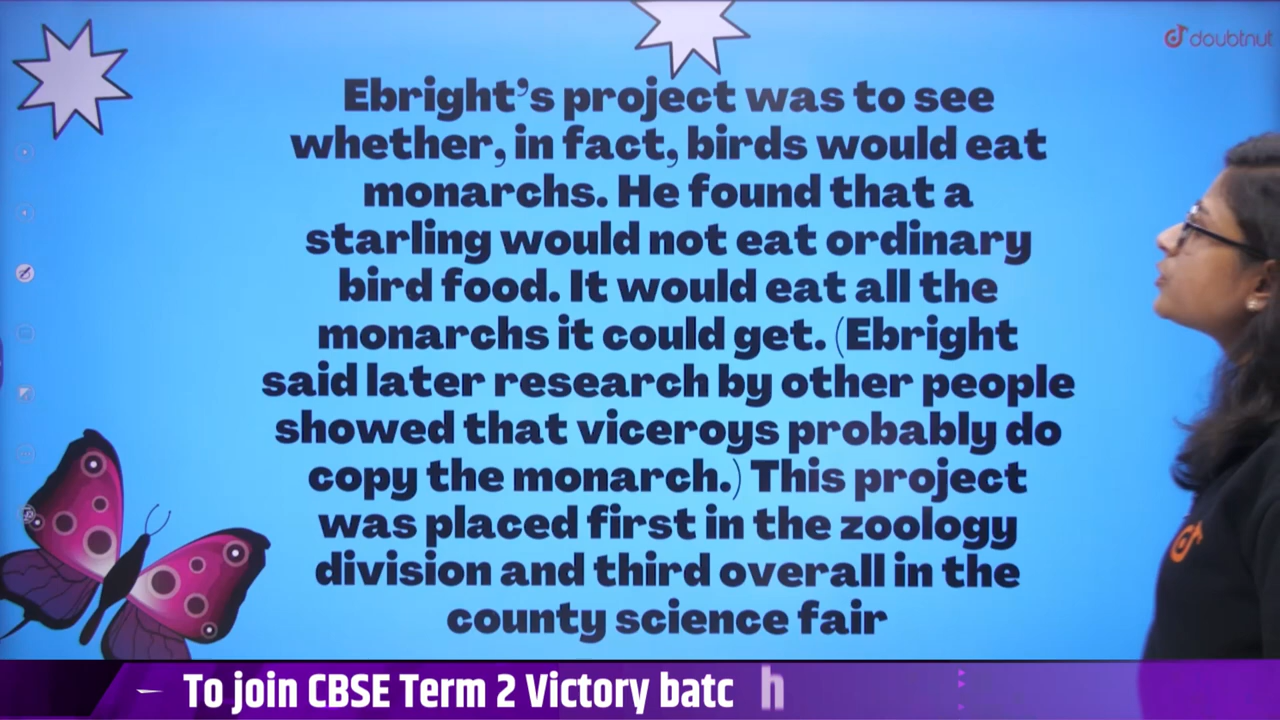 doubtnut
Ebright’s project was to see
whether, in fact, birds would eat
monarchs. He found that a
starling would not eat ordinary
bird food. It would eat all the
monarchs it could get. (Ebright
said later research by other people
showed that viceroys probably do
copy the monarch.) This project
was placed first in the zoology
division and third overall in the
county science fair
To join CBSE Term 2 Victory batc h